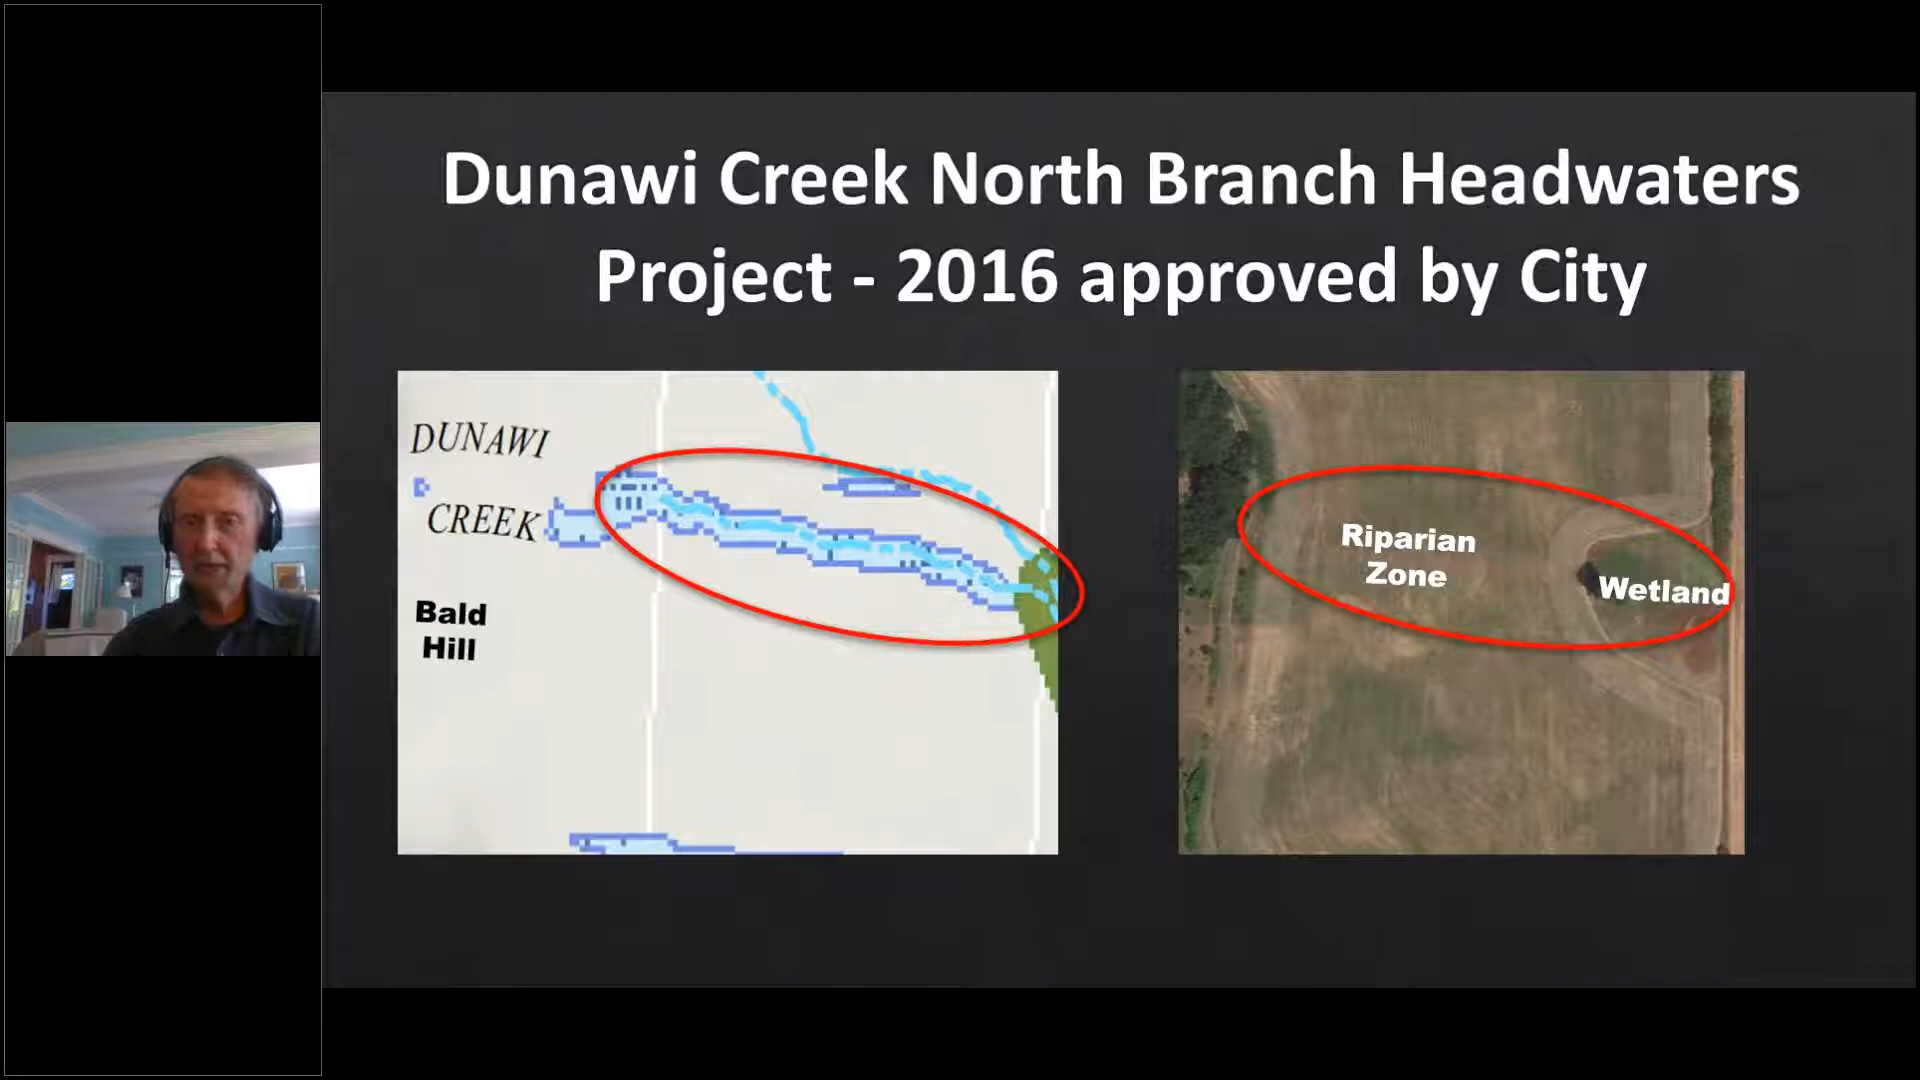 Dunawi Creek North Branch Headwaters
Project - 2016 approved by City
DUNAWI
CREEK
Bald
Hill
Riparian
Zone
Wetland